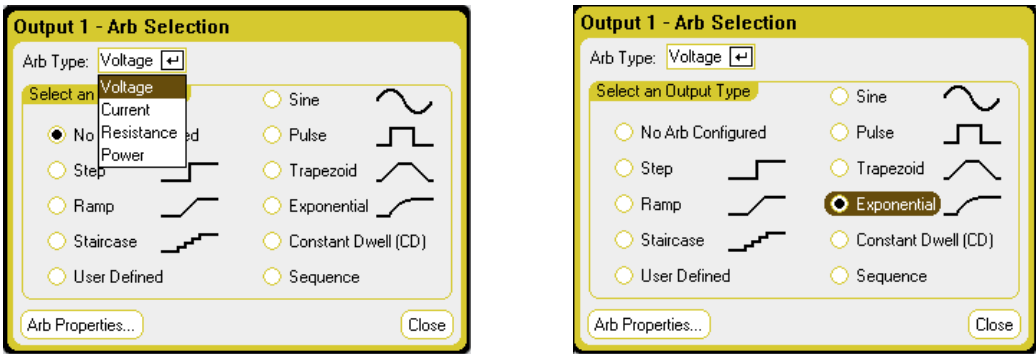 Output 1 - Arb Selection
Arb Type: Voltage
Voltage
Current
Resistance
Power
Select an
No
ed
Step
Ramp
Staircase
User Defined
Sine
Pulse
Trapezoid
Exponential
Constant Dwell (CD)
Sequence
Arb Properties...
Close
Output 1 - Arb Selection
Arb Type: Voltage
Select an Output Type
No Arb Configured
Step
Ramp
Staircase
User Defined
Sine
Pulse
Trapezoid
Exponential
Constant Dwell (CD)
Sequence
Arb Properties...
Close